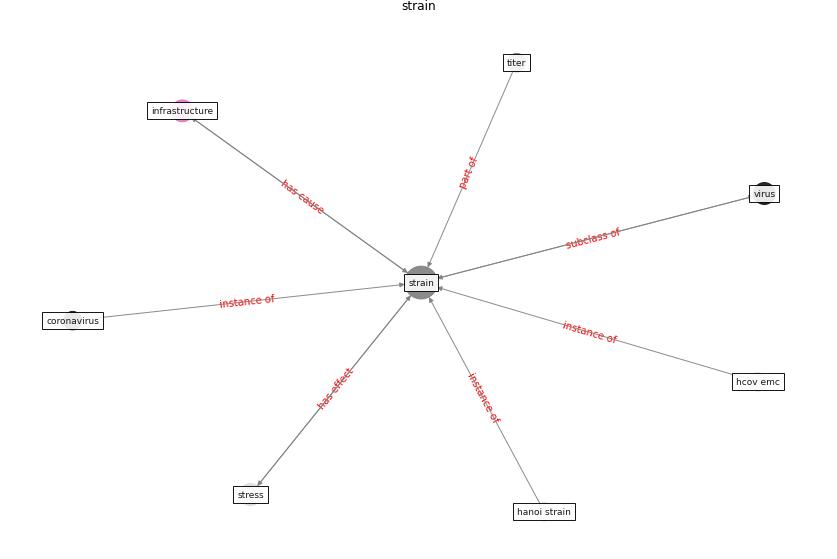 strain
titer
infrastructure
part of
virus
has cause
subclass of
strain
instance of
coronavirus
instance of
hcov emc
has effect
instance of
stress
hanoi strain